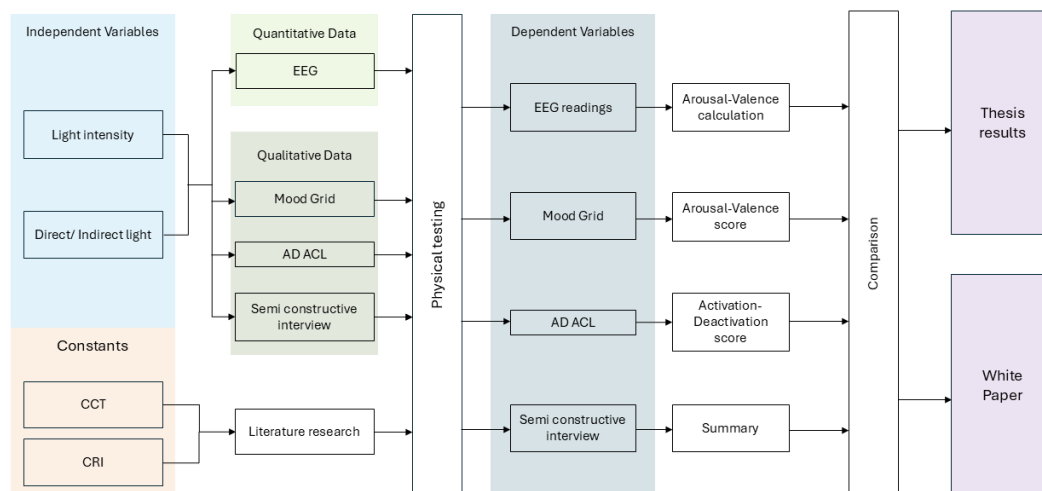 Independent Variables
Light intensity
Direct/ Indirect light
Constants
CCT
CRI
Quantitative Data
EEG
Qualitative Data
Mood Grid
AD ACL
Semi constructive
interview
Literature research
Physical testing
Dependent Variables
EEG readings
Mood Grid
AD ACL
Semi constructive
interview
Arousal-Valence
calculation
Arousal-Valence
score
Activation-
Deactivation
score
Summary
Comparison
Thesis
results
White
Paper